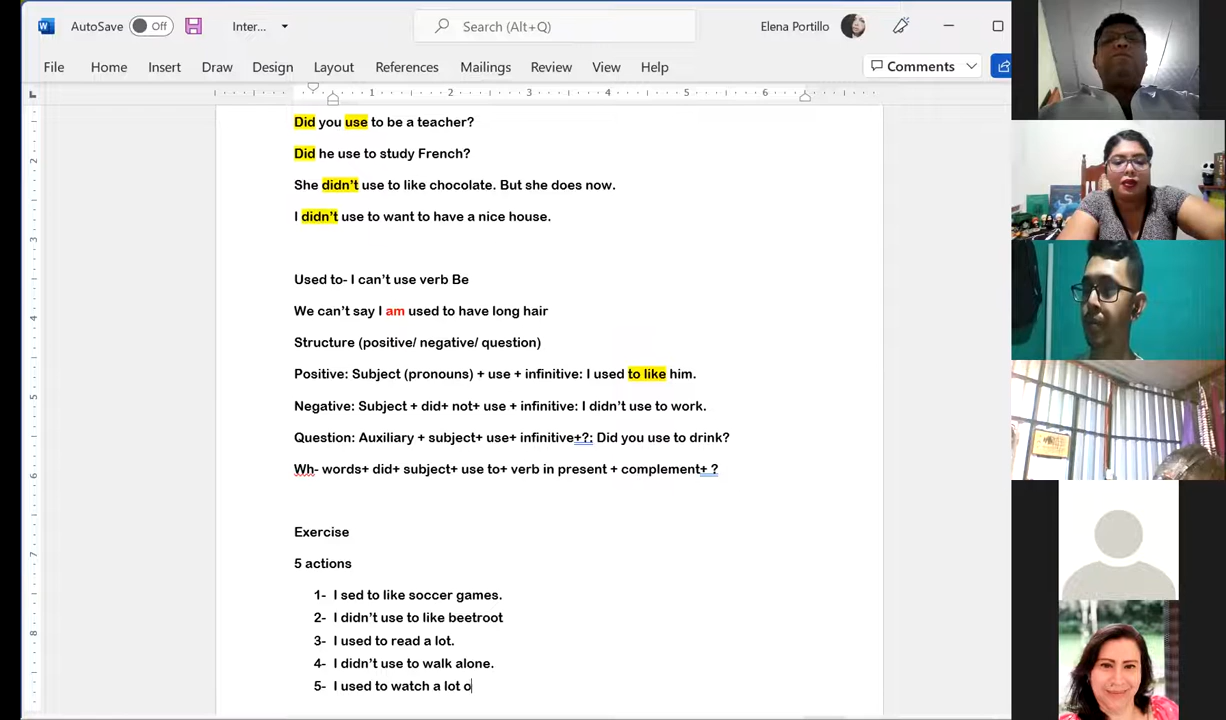 AutoSave Off Inter... Search (Alt+Q) Elena Portillo
File Home Insert Draw Design Layout References Mailings Review View Help Comments
1 2 3 4 5 6
Did you use to be a teacher?
Did he use to study French?
She didn't use to like chocolate. But she does now.
I didn't use to want to have a nice house.
Used to- I can't use verb Be
We can't say I am used to have long hair
Structure (positive/ negative/ question)
Positive: Subject (pronouns) + use + infinitive: I used to like him.
Negative: Subject + did+ not+ use + infinitive: I didn't use to work.
Question: Auxiliary + subject+ use+ infinitive+?: Did you use to drink?
Wh- words+ did+ subject+ use to+ verb in present + complement+ ?
Exercise
5 actions
1- I sed to like soccer games.
2- I didn't use to like beetroot
3- I used to read a lot.
4- I didn't use to walk alone.
5- I used to watch a lot o